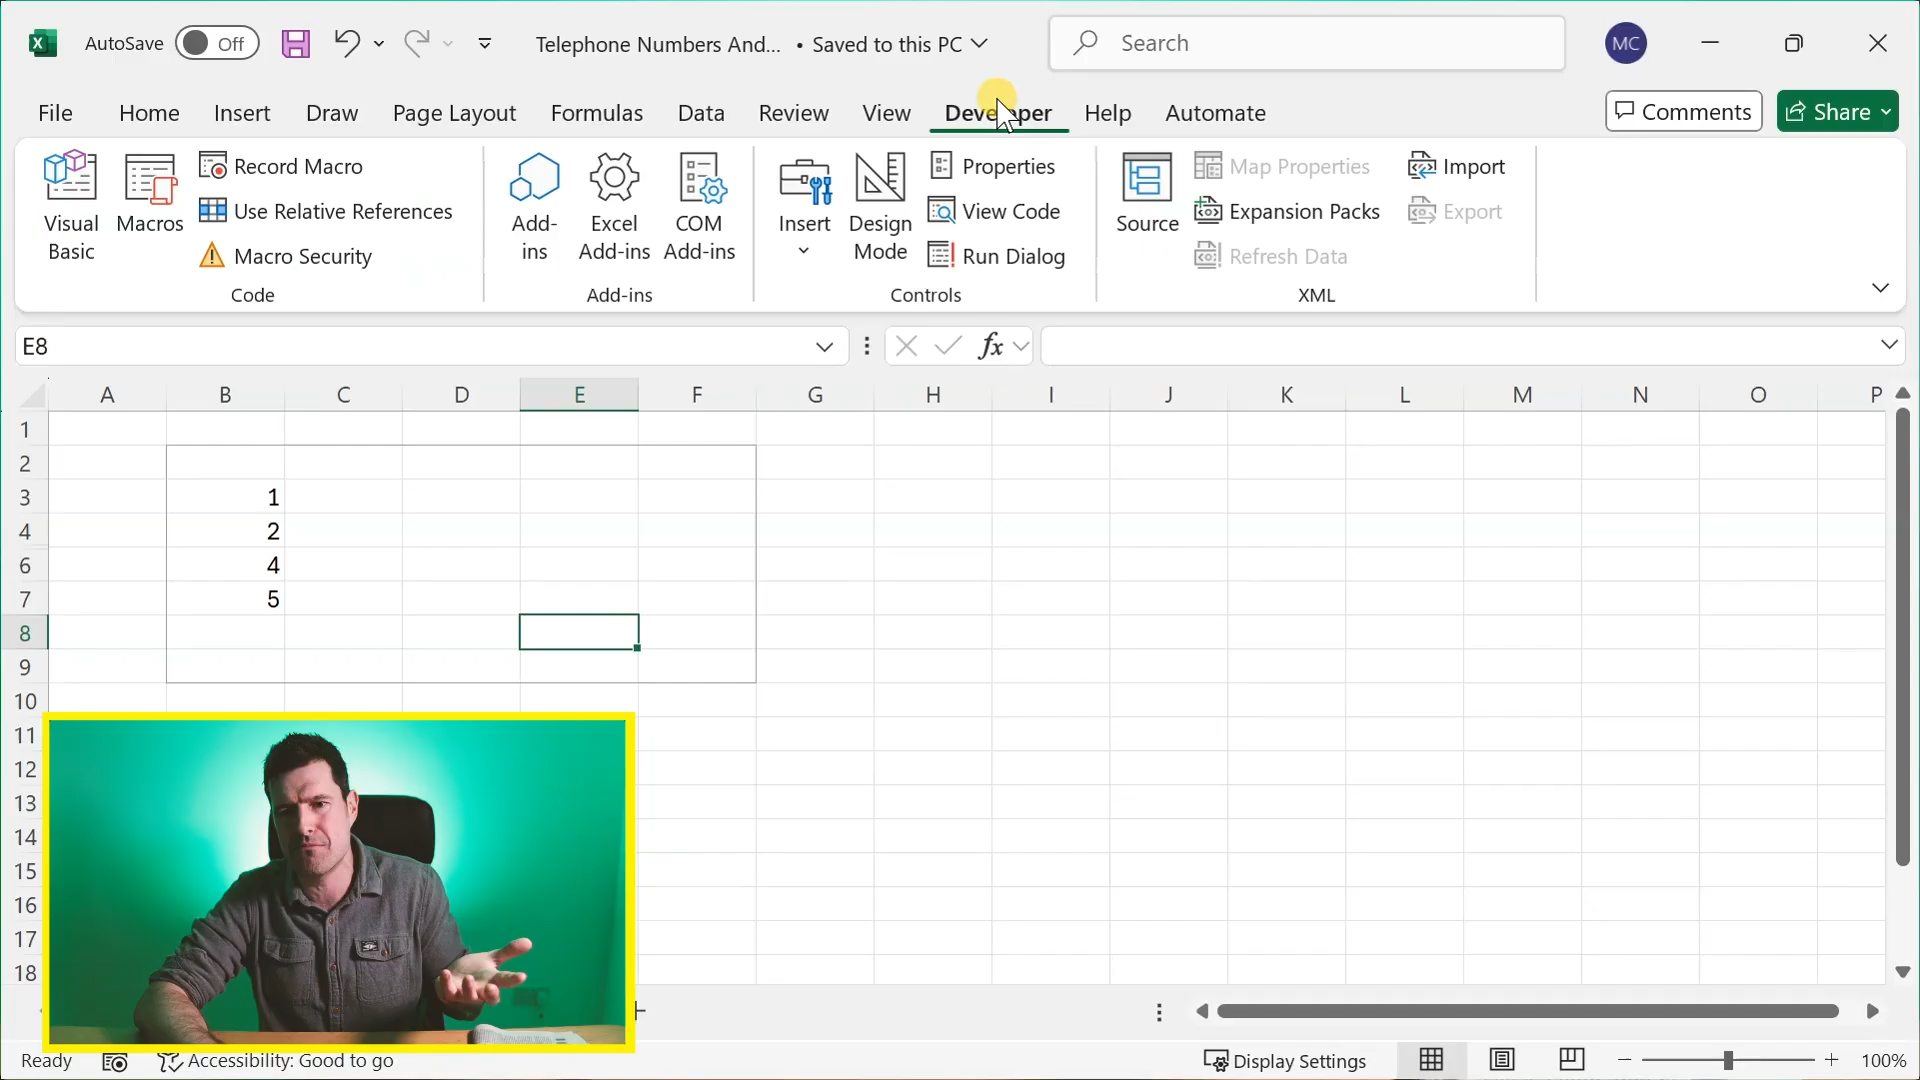 AutoSave Off Telephone Numbers And... • Saved to this PC Search MC
File Home Insert Draw Page Layout Formulas Data Review View Developer Help Automate Comments Share
Visual Basic
Macros
Record Macro
Use Relative References
Macro Security
Code
Add-ins
Excel Add-ins
COM Add-ins
Add-ins
Insert
Design Mode
Properties
View Code
Run Dialog
Controls
Source
Map Properties
Expansion Packs
Refresh Data
Import
Export
XML
E8 fx
A B C D E F G H I J K L M N O P
1
2
3 1
4 2
6 4
7 5
8
9
10
11
12
13
14
15
16
17
18
Ready Accessibility: Good to go Display Settings 100%